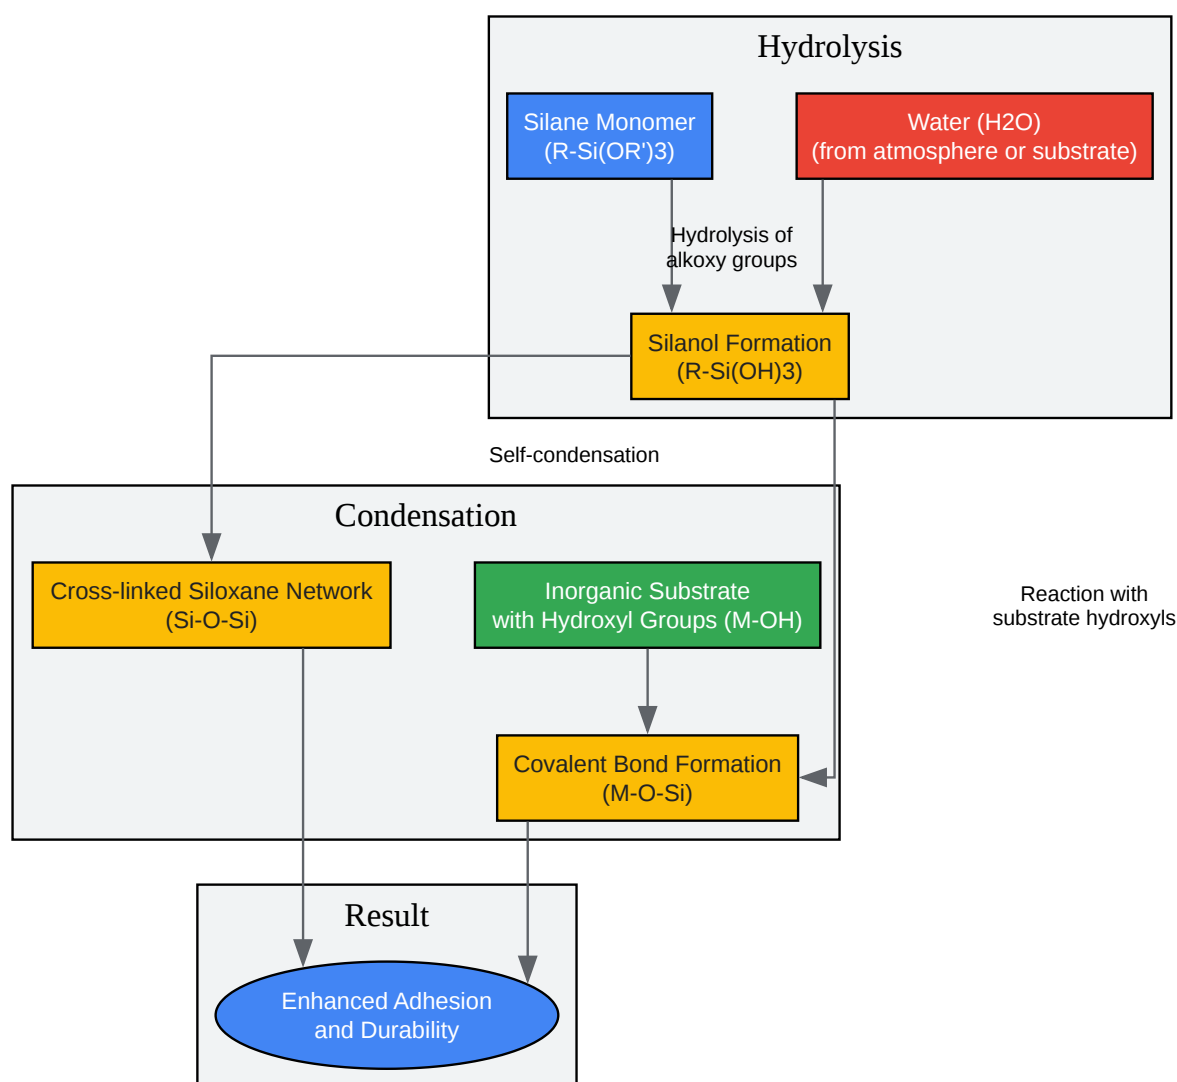 Hydrolysis
Silane Monomer
(R-Si(OR')3)
Water (H2O)
(from atmosphere or substrate)
Hydrolysis of
alkoxy groups
Silanol Formation
(R-Si(OH)3)
Self-condensation
Condensation
Cross-linked Siloxane Network
(Si-O-Si)
Inorganic Substrate
with Hydroxyl Groups (M-OH)
Reaction with
substrate hydroxyls
Covalent Bond Formation
(M-O-Si)
Result
Enhanced Adhesion
and Durability